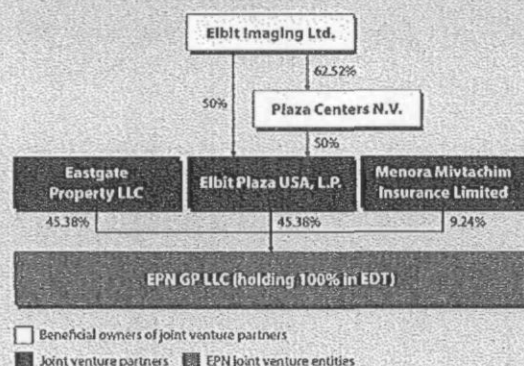 Elbit Imaging Ltd.
62.52%
50%
Plaza Centers N.V.
50%
Eastgate
Property LLC
Elbit Plaza USA, L.P.
Menora Mivtachim
Insurance Limited
45.38%
45.38%
9.24%
EPN GP LLC (holding 100% in EDT)
Beneficial owners of joint venture partners
Joint venture partners
EPN joint venture entities